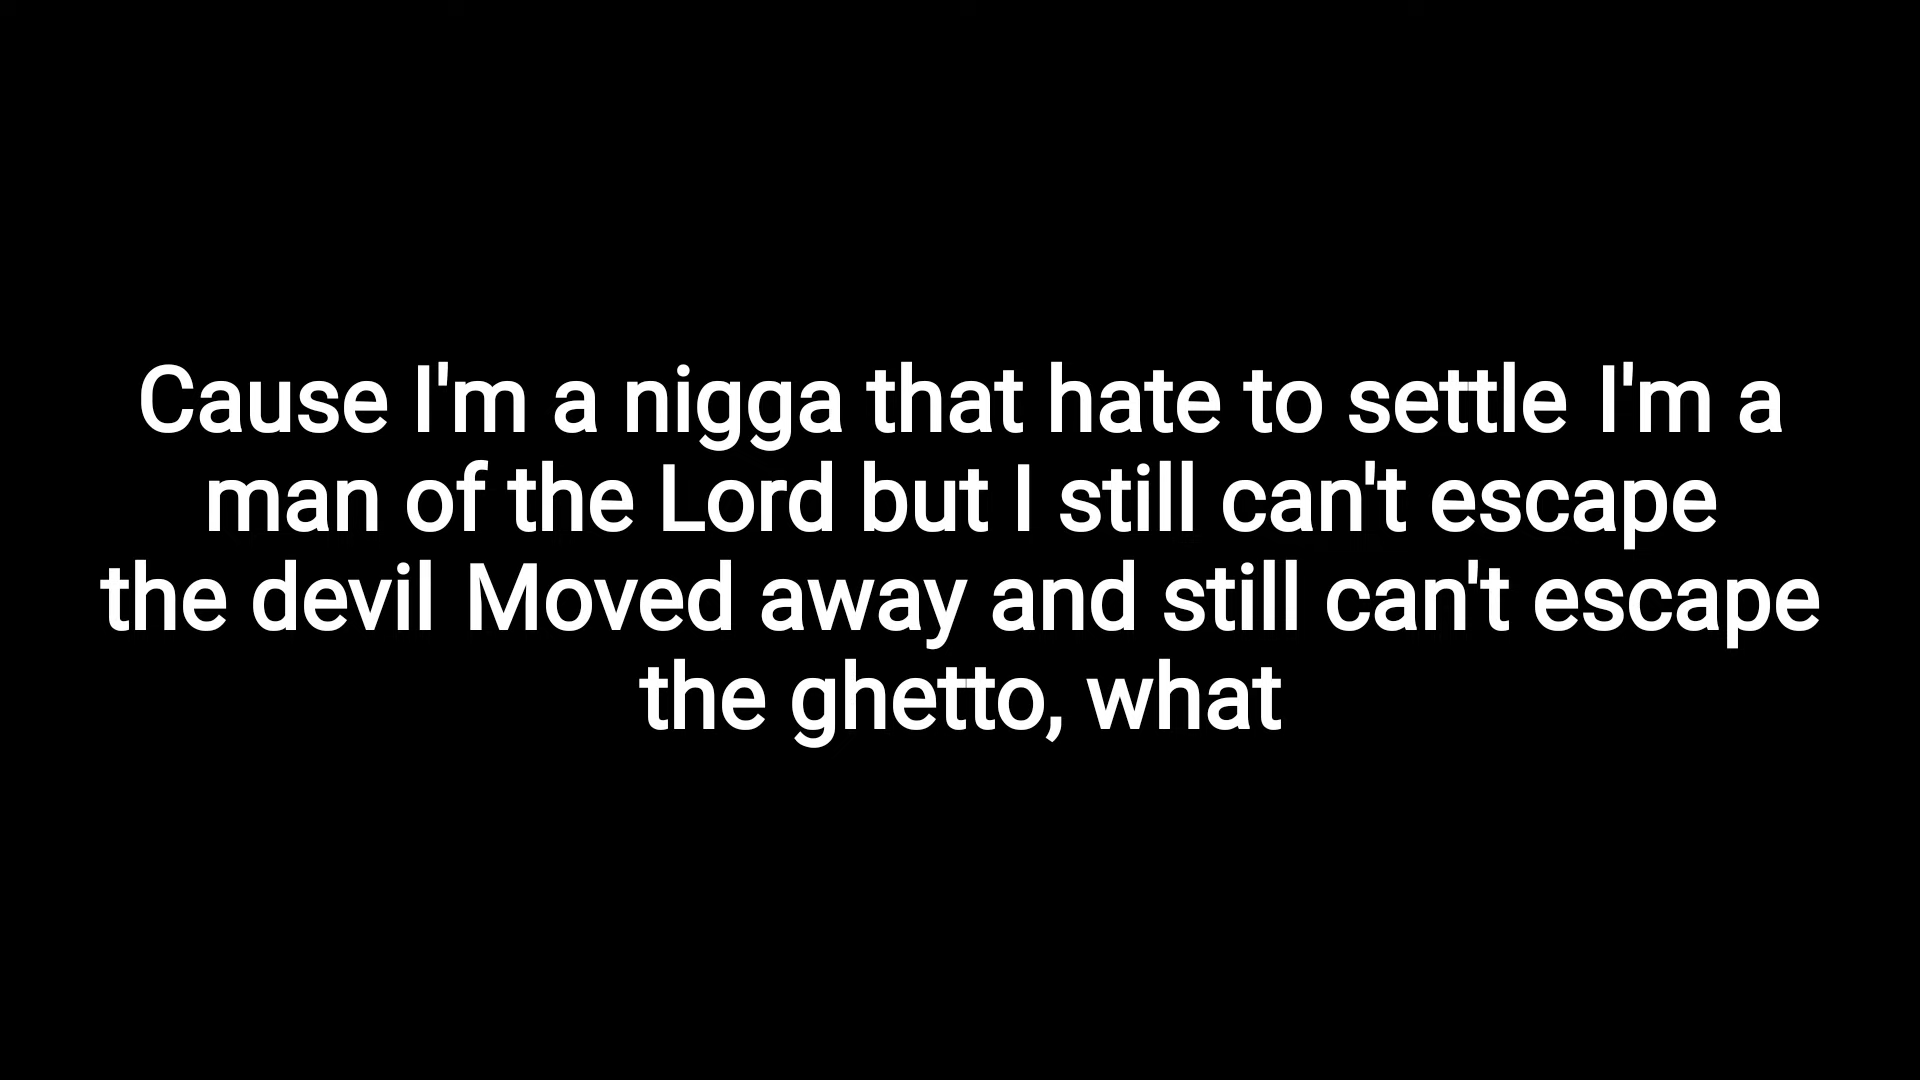 Cause I'm a nigga that hate to settle I'm a
man of the Lord but I still can't escape
the devil Moved away and still can't escape
the ghetto, what